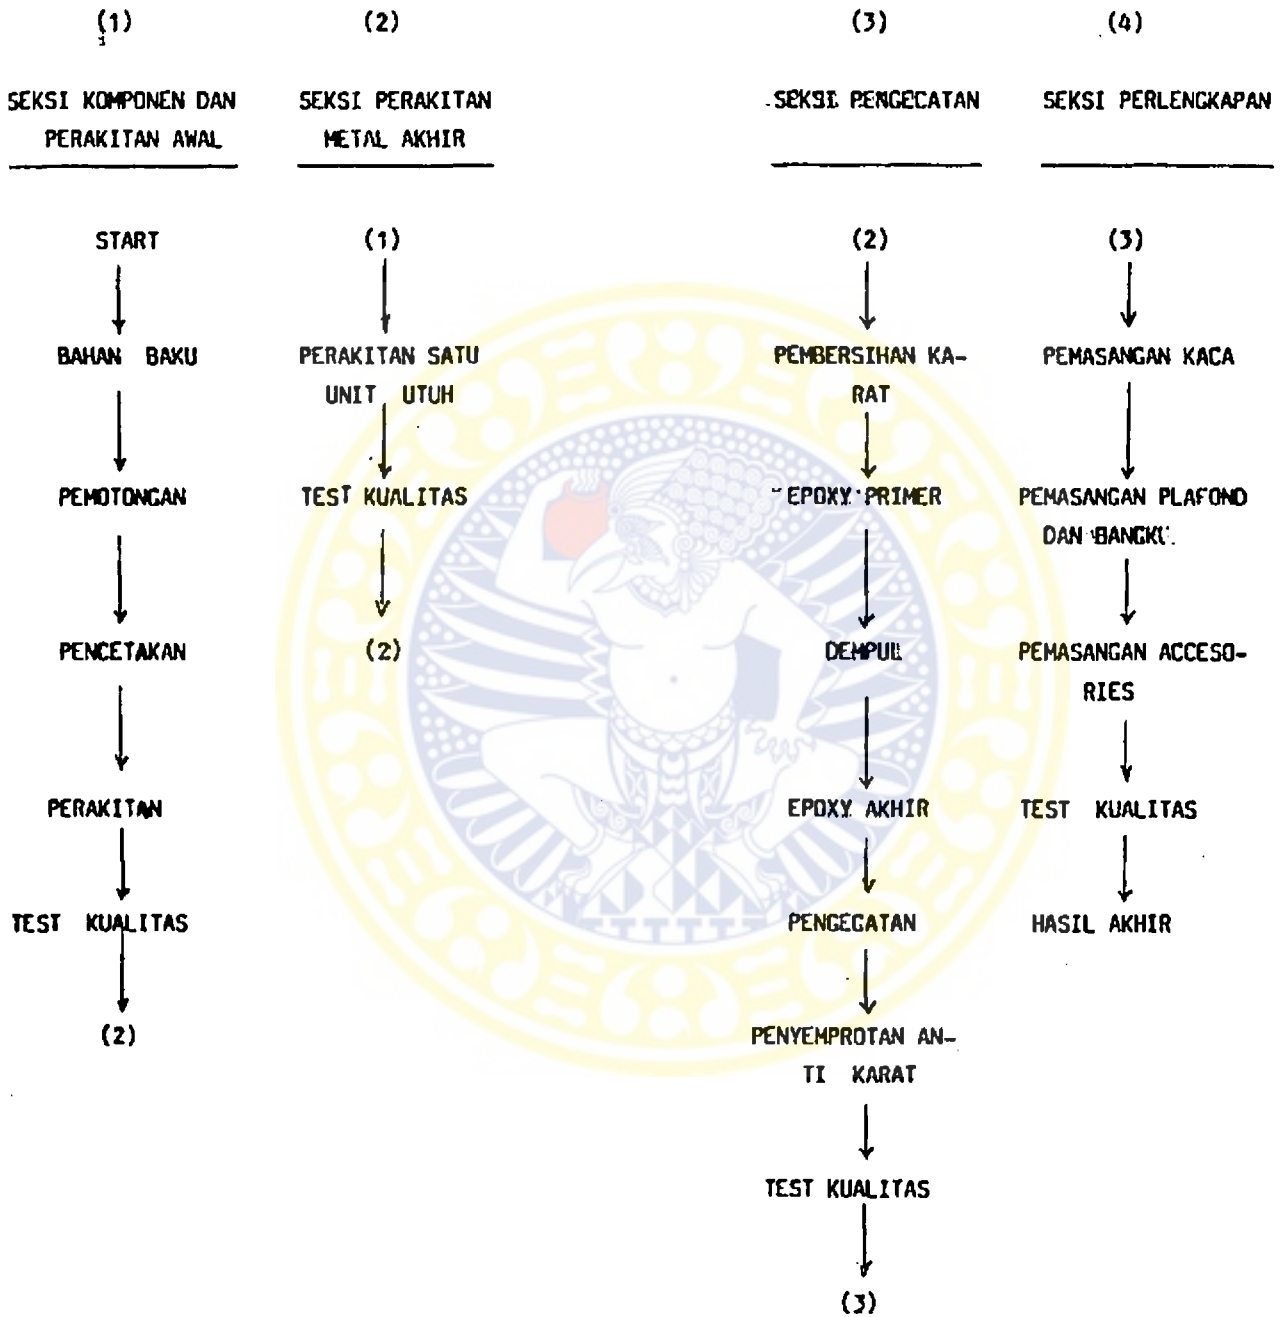 (1)
SEKSI KOMPONEN DAN
PERAKITAN AWAL
START
BAHAN BAKU
PEMOTONGAN
PENCETAKAN
PERAKITAN
TEST KUALITAS
(2)
(2)
SEKSI PERAKITAN
METAL AKHIR
(1)
PERAKITAN SATU
UNIT UTUH
TEST KUALITAS
(2)
(3)
SEKSI PENGECATAN
(2)
PEMBERSIHAN KA-
RAT
EPOXY PRIMER
DEMPUL
EPOXY AKHIR
PENGECATAN
PENYEMPROTAN AN-
TI KARAT
TEST KUALITAS
(3)
(4)
SEKSI PERLENGKAPAN
(3)
PEMASANGAN KACA
PEMASANGAN PLAFOND
DAN BANGKU.
PEMASANGAN ACCESO-
RIES
TEST KUALITAS
HASIL AKHIR